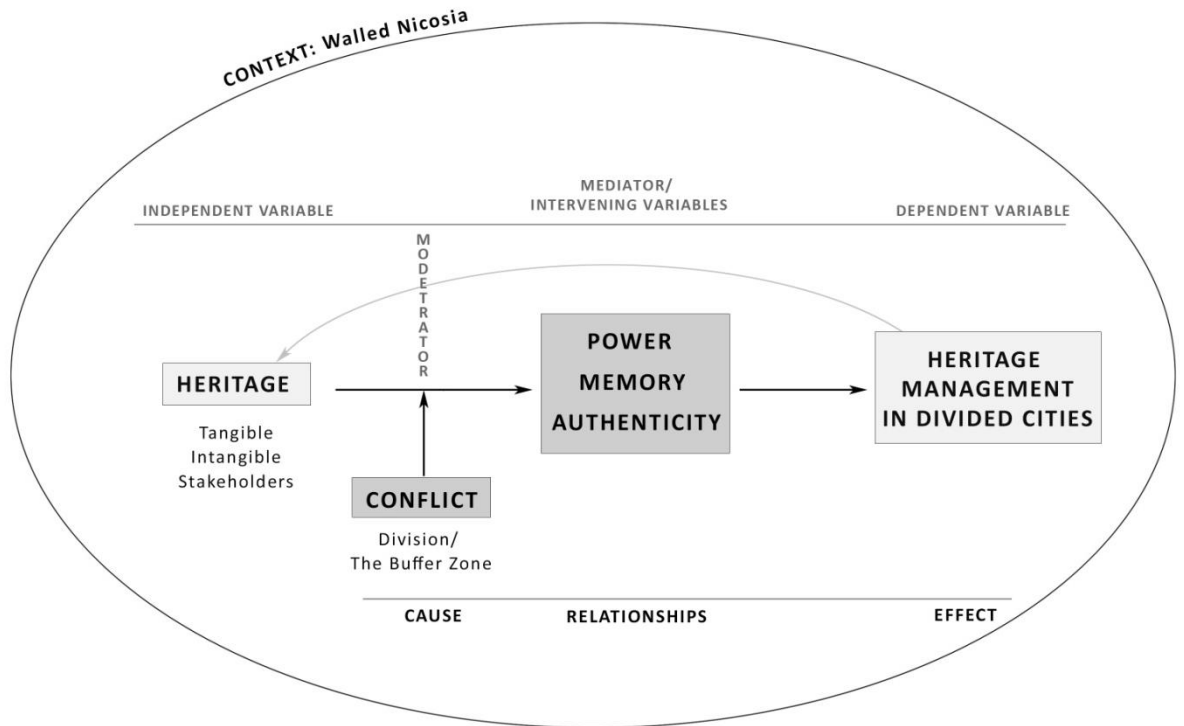 CONTEXT: Walled Nicosia
MEDIATOR/
INTERVENING VARIABLES
INDEPENDENT VARIABLE
DEPENDENT VARIABLE
MODETRATOR
HERITAGE
Tangible
Intangible
Stakeholders
POWER
MEMORY
AUTHENTICITY
HERITAGE
MANAGEMENT
IN DIVIDED CITIES
CONFLICT
Division/
The Buffer Zone
CAUSE
RELATIONSHIPS
EFFECT